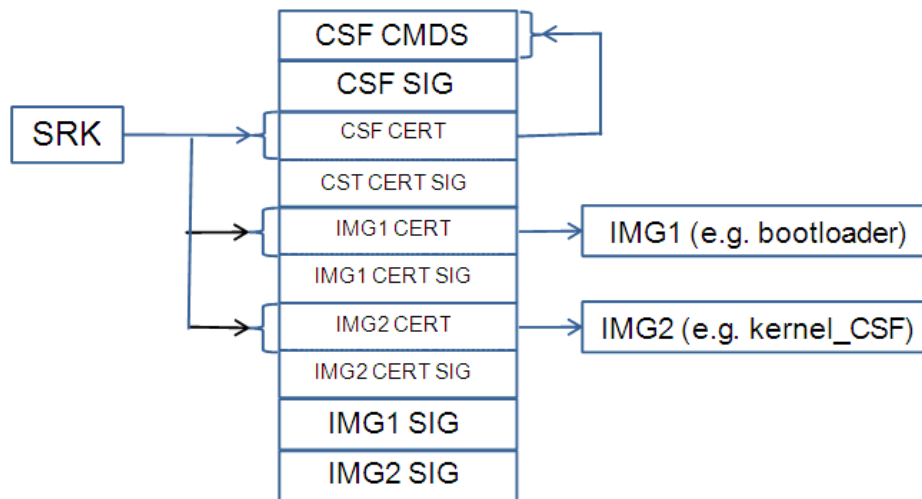 CSF CMDS
CSF SIG
SRK
CSF CERT
CST CERT SIG
IMG1 CERT
IMG1 (e.g. bootloader)
IMG1 CERT SIG
IMG2 CERT
IMG2 (e.g. kernel_CSF)
IMG2 CERT SIG
IMG1 SIG
IMG2 SIG